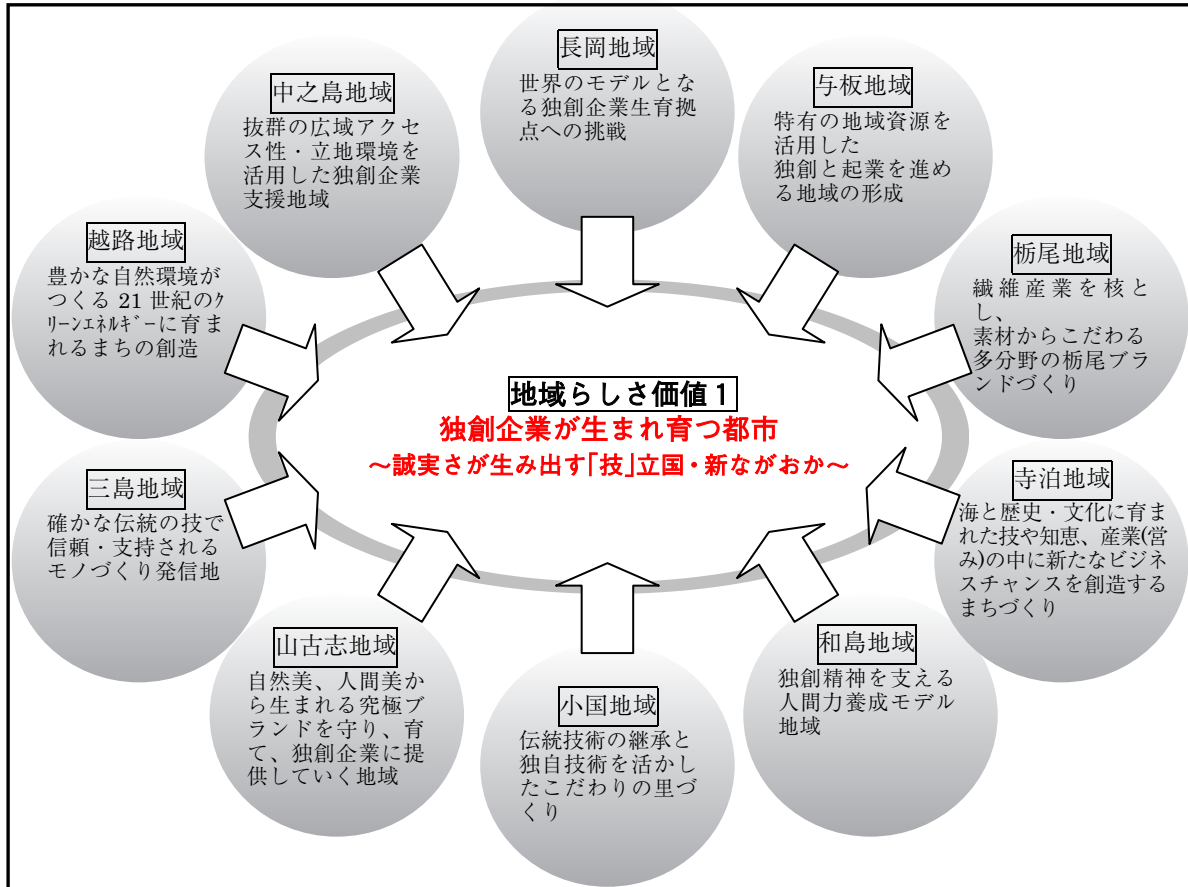 長岡地域
世界のモデルとな
る独創企業生育拠
点への挑戦
中之島地域
抜群の広域アクセ
ス性・立地環境を
活用した独創企業
支援地域
与板地域
特有の地域資源を
活用した
独創と起業を進め
る地域の形成
越路地域
豊かな自然環境が
つくる 21 世紀のｸ
ﾘｰﾝｴﾈﾙｷﾞｰに育ま
れるまちの創造
栃尾地域
繊維産業を核と
し、
素材からこだわる
多分野の栃尾ブラ
ンドづくり
地域らしさ価値１
独創企業が生まれ育つ都市
～誠実さが生み出す「技」立国・新ながおか～
三島地域
確かな伝統の技で
信頼・支持される
モノづくり発信地
寺泊地域
海と歴史・文化に育ま
れた技や知恵、産業(営
み)の中に新たなビジネ
スチャンスを創造する
まちづくり
山古志地域
自然美、人間美か
ら生まれる究極ブ
ランドを守り、育
て、独創企業に提
供していく地域
小国地域
伝統技術の継承と
独自技術を活かし
たこだわりの里づ
くり
和島地域
独創精神を支える
人間力養成モデル
地域